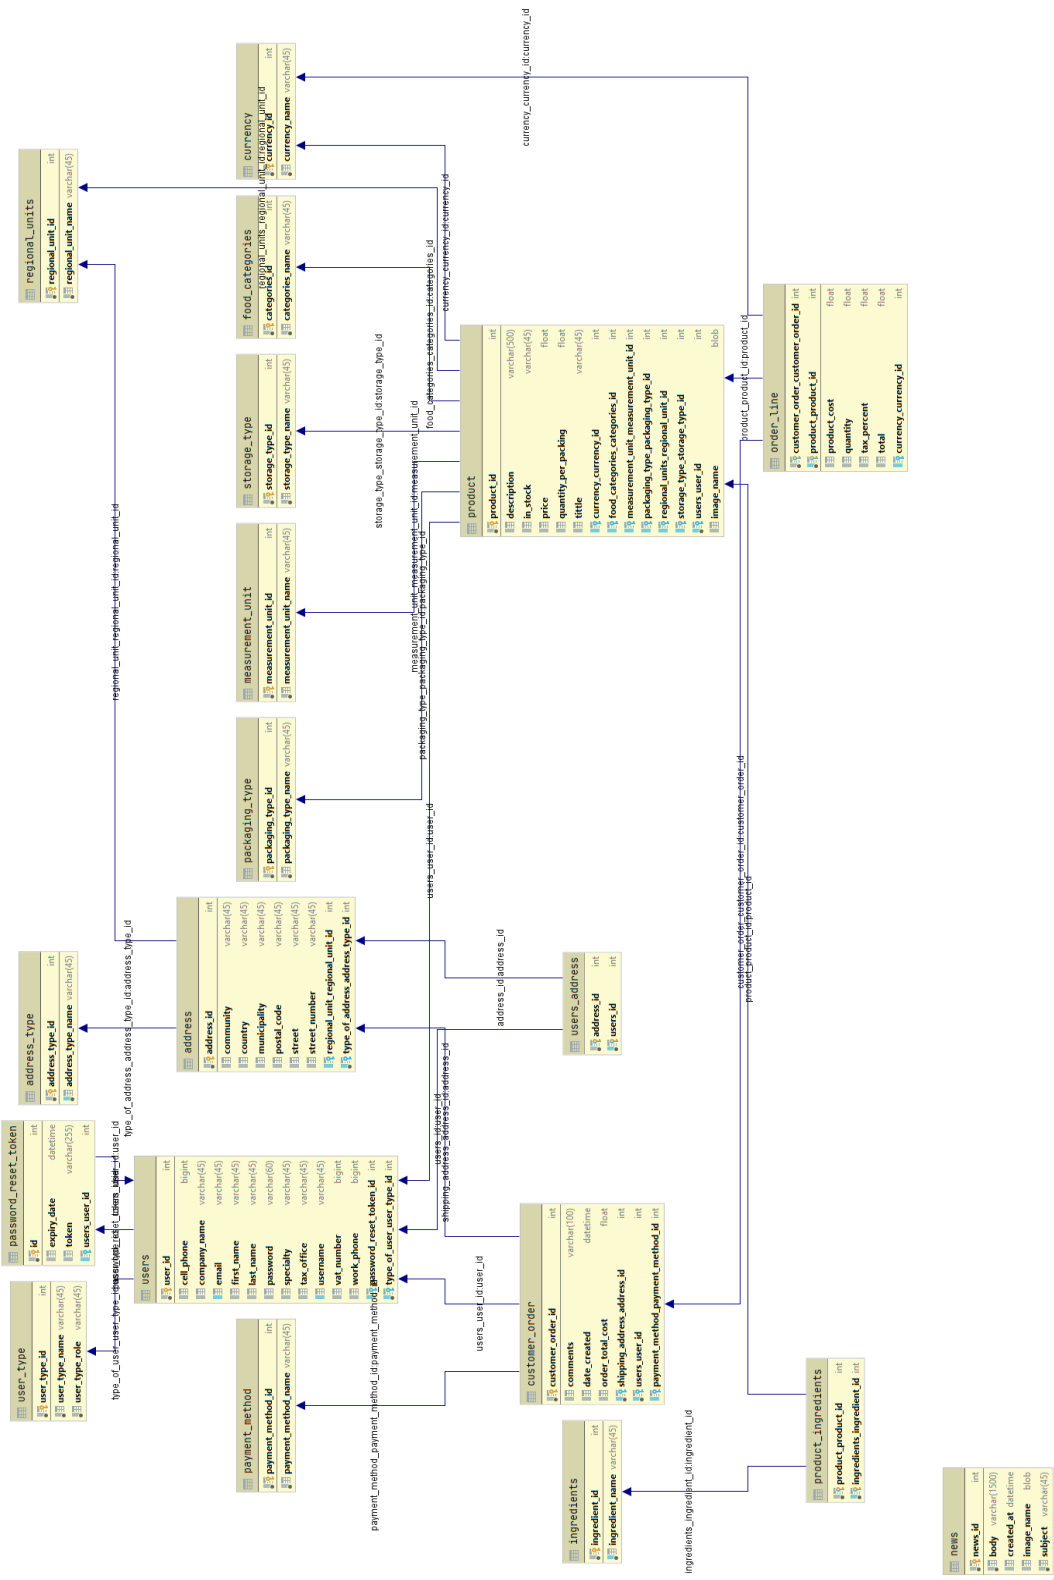 regional_units
regional_unit_id int
regional_unit_name varchar(45)
address_type
address_type_id int
address_type_name varchar(45)
password_reset_token
id int
expiry_date datetime
token varchar(255)
users_user_id int
user_type
user_type_id int
user_type_name varchar(45)
user_type_role varchar(45)
currency
currency_id int
currency_name varchar(45)
food_categories
categories_id int
categories_name varchar(45)
storage_type
storage_type_id int
storage_type_name varchar(45)
measurement_unit
measurement_unit_id int
measurement_unit_name varchar(45)
packaging_type
packaging_type_id int
packaging_type_name varchar(45)
address
address_id int
community varchar(45)
country varchar(45)
municipality varchar(45)
postal_code varchar(45)
street varchar(45)
street_number varchar(45)
regional_unit_regional_unit_id int
type_of_address_address_type_id int
users
user_id int
cell_phone bigint
company_name varchar(45)
email varchar(45)
first_name varchar(45)
last_name varchar(45)
password varchar(60)
specialty varchar(45)
tax_office varchar(45)
username varchar(45)
vat_number bigint
work_phone bigint
password_reset_token_id int
type_of_user_user_type_id int
payment_method
payment_method_id int
payment_method_name varchar(45)
product
product_id int
description varchar(500)
in_stock varchar(45)
price float
quantity_per_packing float
tittle varchar(45)
currency_currency_id int
food_categories_categories_id int
measurement_unit_measurement_unit_id int
packaging_type_packaging_type_id int
regional_units_regional_unit_id int
storage_type_storage_type_id int
users_user_id int
image_name blob
users_address
address_id int
users_id int
customer_order
customer_order_id int
comments varchar(100)
date_created datetime
order_total_cost float
shipping_address_address_id int
users_user_id int
payment_method_payment_method_id int
ingredients
ingredient_id int
ingredient_name varchar(45)
order_line
customer_order_customer_order_id int
product_product_id int
product_cost float
quantity float
tax_percent float
total float
currency_currency_id int
product_ingredients
product_product_id int
ingredients_ingredient_id int
news
news_id int
body varchar(1500)
created_at datetime
image_name blob
subject varchar(45)
currency_currency_id:currency_id
regional_units_regional_unit_id:regional_unit_id
currency_currency_id:currency_id
food_categories_categories_id:categories_id
storage_type_storage_type_id:storage_type_id
measurement_unit_measurement_unit_id:measurement_unit_id
packaging_type_packaging_type_id:packaging_type_id
regional_unit_regional_unit_id:regional_unit_id
users_user_id:user_id
product_product_id:product_id
customer_order_customer_order_id:customer_order_id
product_product_id:product_id
type_of_address_address_type_id:address_type_id
address_id:address_id
users_id:user_id
shipping_address_address_id:address_id
users_user_id:user_id
payment_method_payment_method_id:payment_method_id
ingredients_ingredient_id:ingredient_id